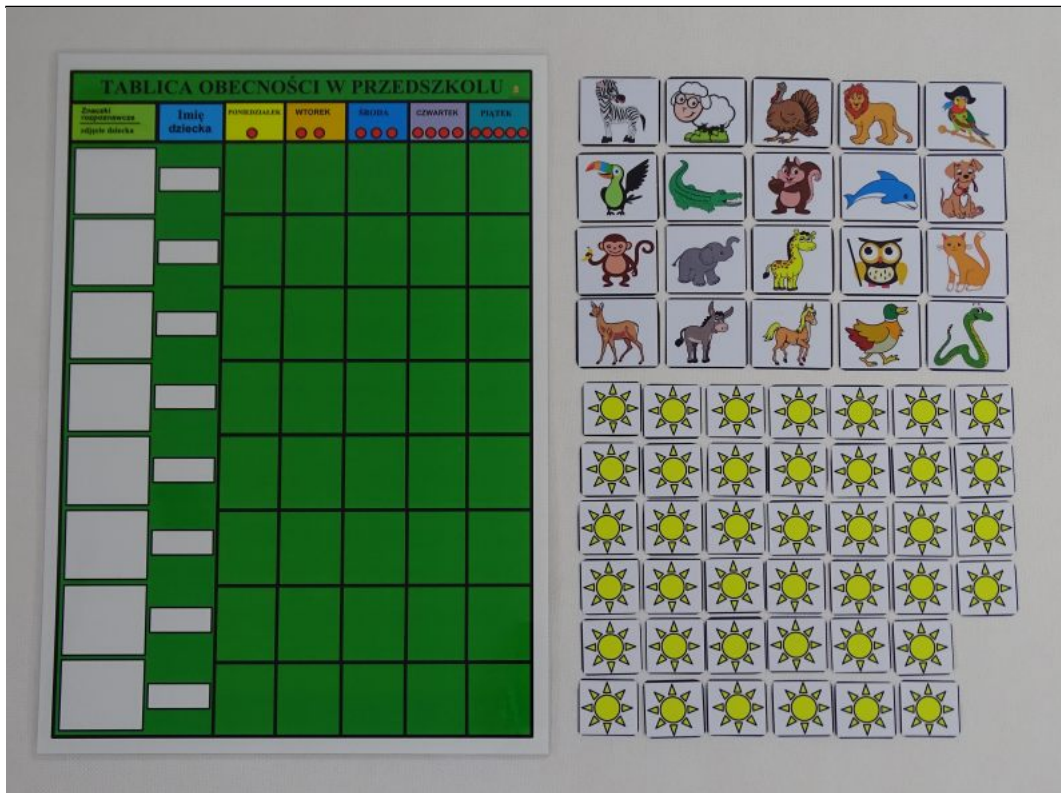 TABLICA OBECNOŚCI W PRZEDSZKOLU
Znaczki
rozpoznawcze
zdjęcie dziecka
Imię
dziecka
PONIEDZIAŁEK
WTOREK
ŚRODA
CZWARTEK
PIĄTEK